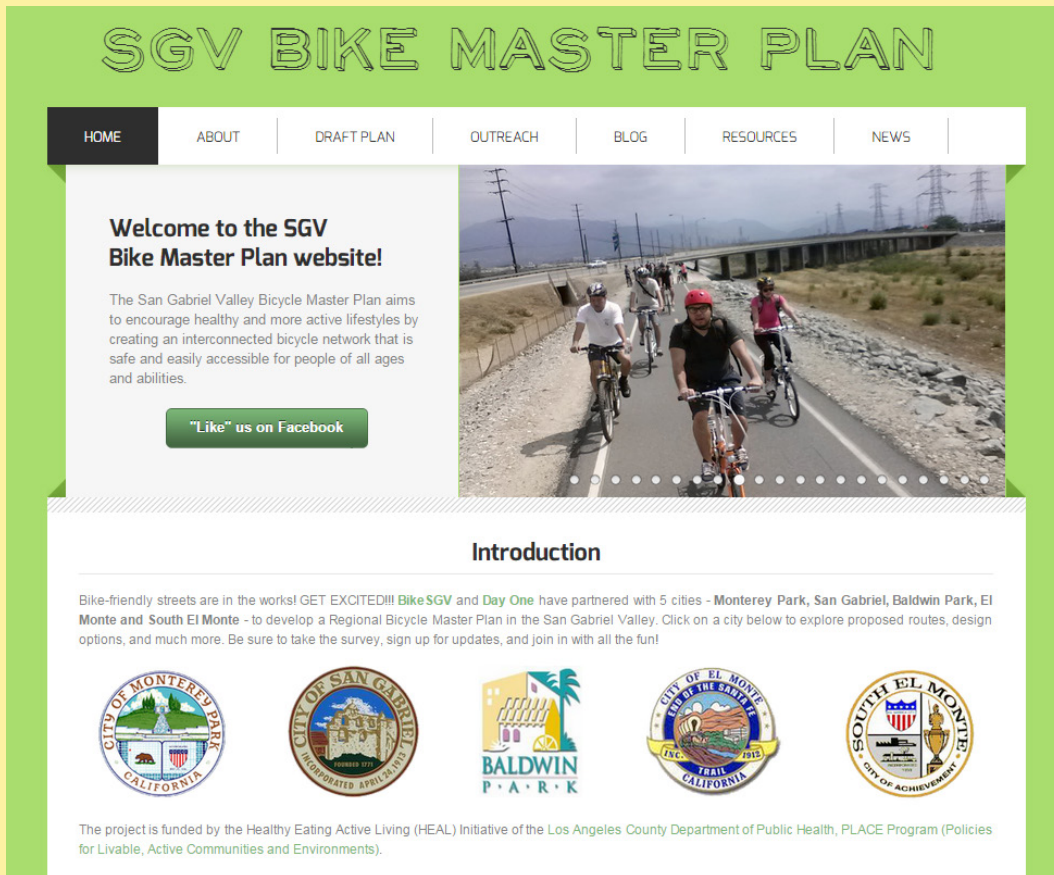 SGV BIKE MASTER PLAN
HOME ABOUT DRAFT PLAN OUTREACH BLOG RESOURCES NEWS
Welcome to the SGV
Bike Master Plan website!
The San Gabriel Valley Bicycle Master Plan aims
to encourage healthy and more active lifestyles by
creating an interconnected bicycle network that is
safe and easily accessible for people of all ages
and abilities.
"Like" us on Facebook
Introduction
Bike-friendly streets are in the works! GET EXCITED!!! BikeSGV and Day One have partnered with 5 cities - Monterey Park, San Gabriel, Baldwin Park, El
Monte and South El Monte - to develop a Regional Bicycle Master Plan in the San Gabriel Valley. Click on a city below to explore proposed routes, design
options, and much more. Be sure to take the survey, sign up for updates, and join in with all the fun!
CITY OF MONTEREY PARK
CALIFORNIA
CITY OF SAN GABRIEL
FOUNDED 1771
INCORPORATED APRIL 24, 1913
BALDWIN
P·A·R·K
CITY OF EL MONTE
END OF THE SANTA FE
INC. 1912
TRAIL
CALIFORNIA
SOUTH EL MONTE
CITY OF ACHIEVEMENT
The project is funded by the Healthy Eating Active Living (HEAL) Initiative of the Los Angeles County Department of Public Health, PLACE Program (Policies
for Livable, Active Communities and Environments).